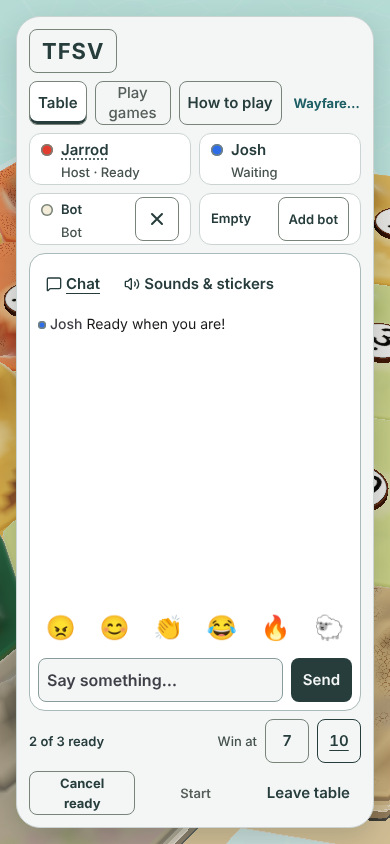 TFSV
Table
Play
games
How to play
Wayfare...
Jarrod
Host · Ready
Josh
Waiting
Bot
Bot
Empty
Add bot
Chat
Sounds & stickers
Josh Ready when you are!
Say something...
Send
2 of 3 ready
Win at
7
10
Cancel
ready
Start
Leave table